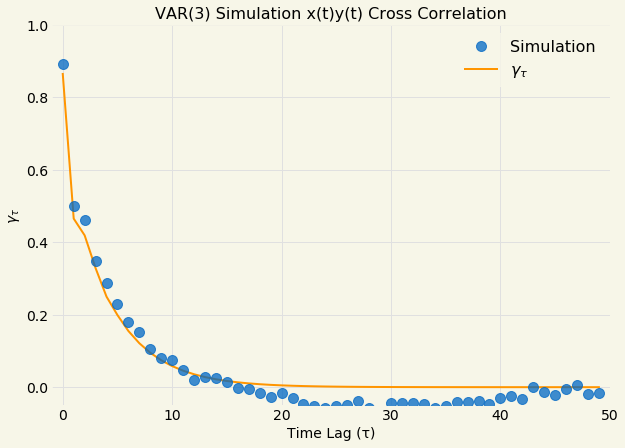 VAR(3) Simulation x(t)y(t) Cross Correlation
1.0
0.8
0.6
0.4
0.2
0.0
γτ
Simulation
γτ
0 10 20 30 40 50
Time Lag (τ)